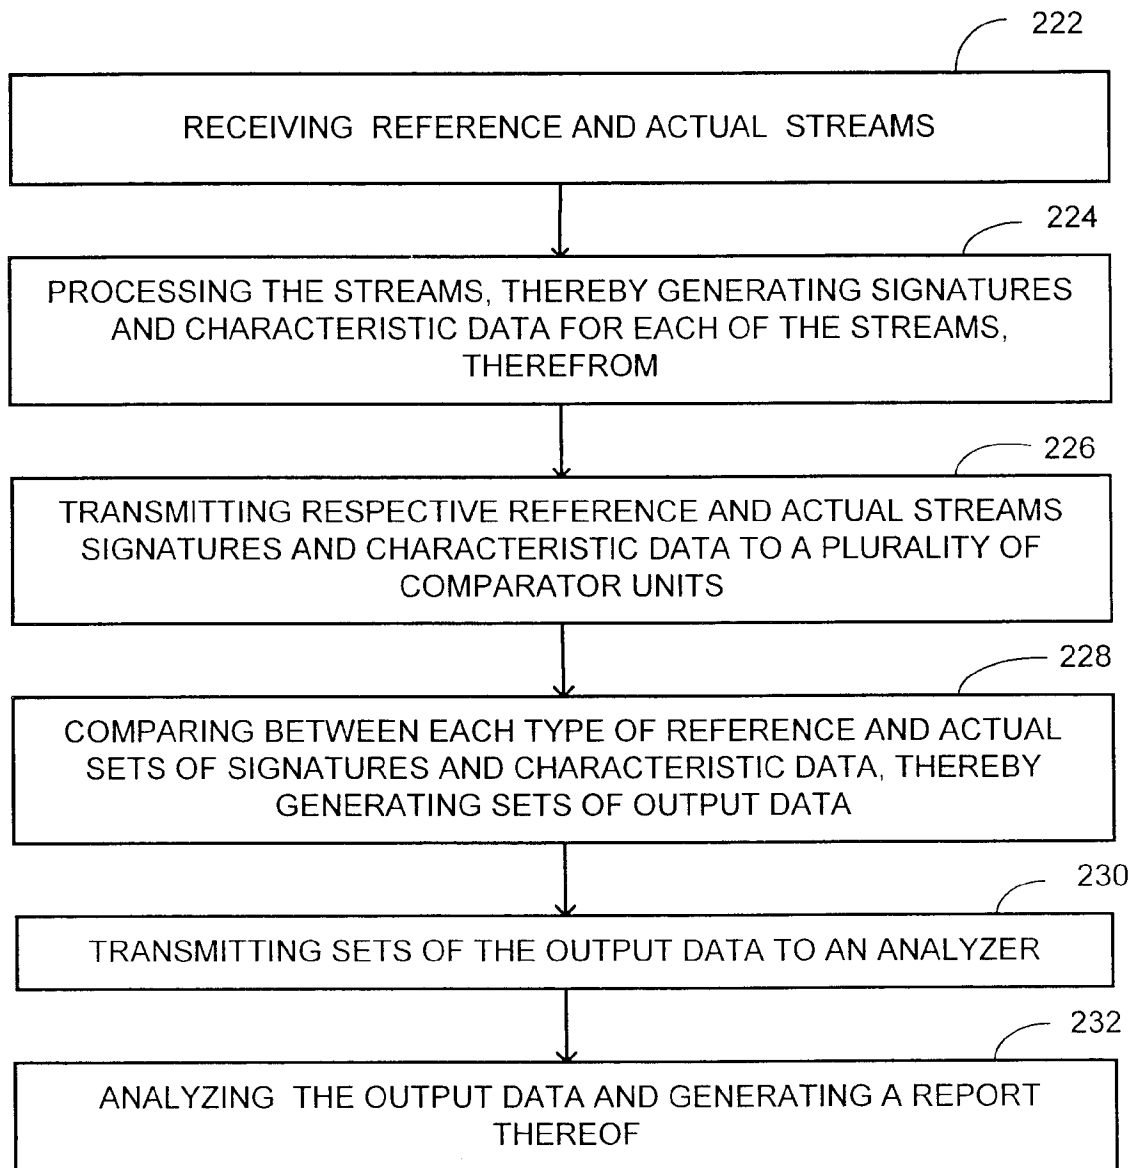 222
RECEIVING REFERENCE AND ACTUAL STREAMS
224
PROCESSING THE STREAMS, THEREBY GENERATING SIGNATURES
AND CHARACTERISTIC DATA FOR EACH OF THE STREAMS,
THEREFROM
226
TRANSMITTING RESPECTIVE REFERENCE AND ACTUAL STREAMS
SIGNATURES AND CHARACTERISTIC DATA TO A PLURALITY OF
COMPARATOR UNITS
228
COMPARING BETWEEN EACH TYPE OF REFERENCE AND ACTUAL
SETS OF SIGNATURES AND CHARACTERISTIC DATA, THEREBY
GENERATING SETS OF OUTPUT DATA
230
TRANSMITTING SETS OF THE OUTPUT DATA TO AN ANALYZER
232
ANALYZING THE OUTPUT DATA AND GENERATING A REPORT
THEREOF